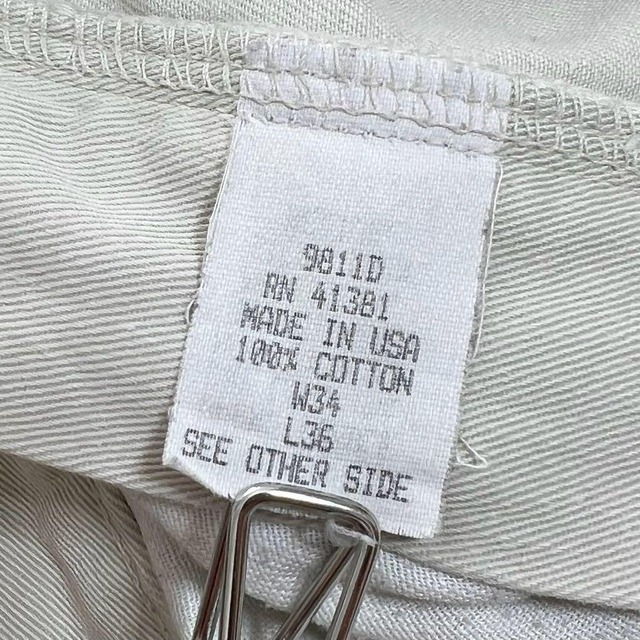 9811D
RN 41381
MADE IN USA
100% COTTON
W34
L36
SEE OTHER SIDE